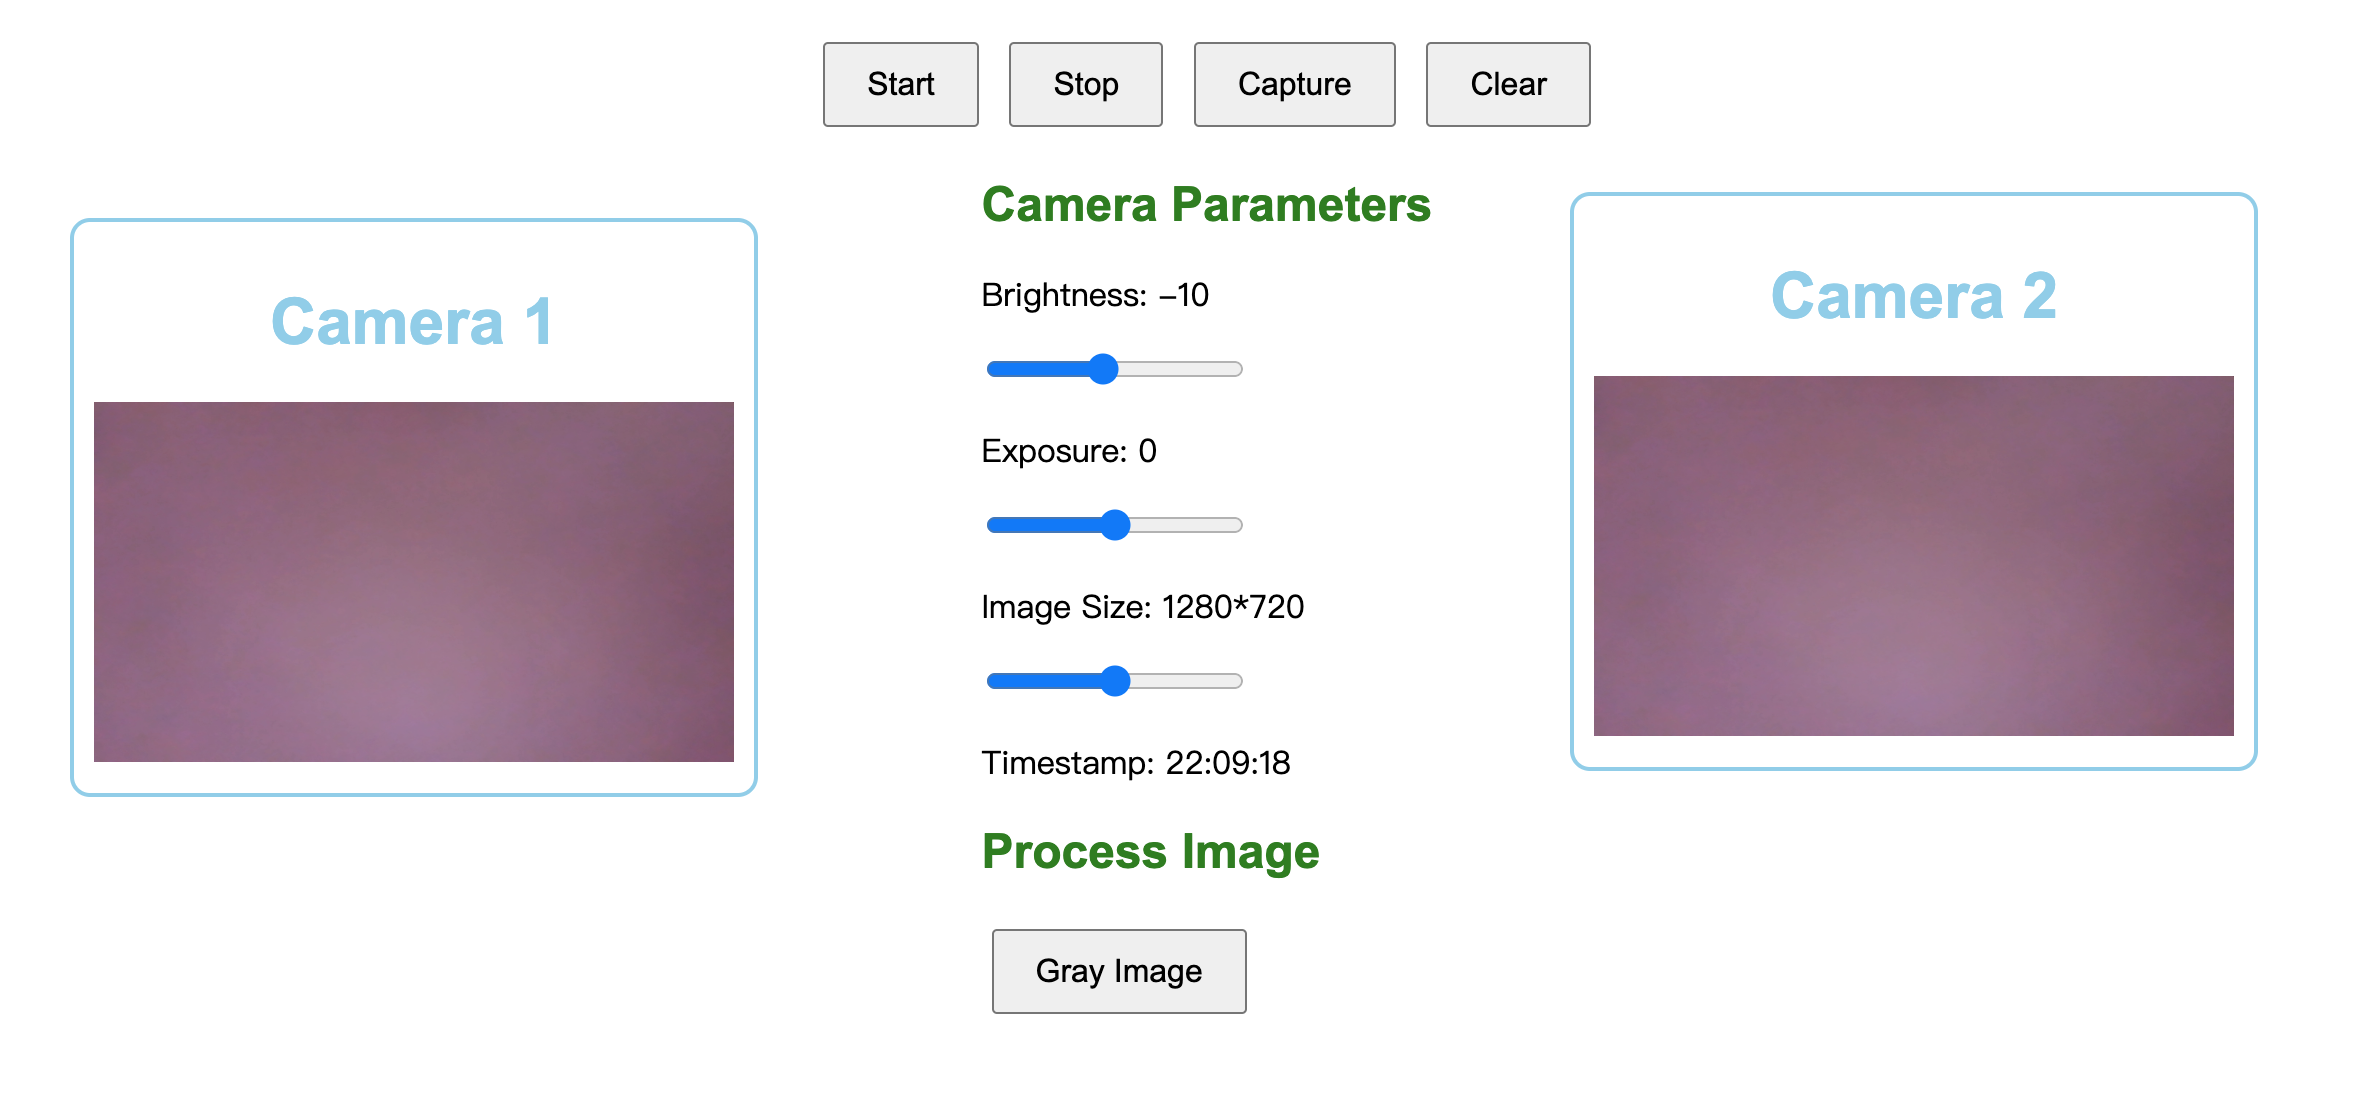 Start Stop Capture Clear
Camera 1
Camera Parameters
Brightness: -10
Exposure: 0
Image Size: 1280*720
Timestamp: 22:09:18
Process Image
Gray Image
Camera 2